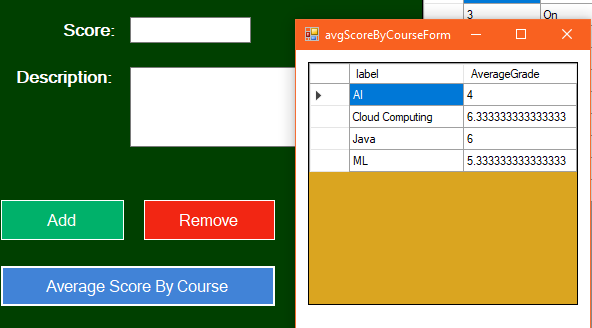 Score:
Description:
Add
Remove
Average Score By Course
3 On
avgScoreByCourseForm
label AverageGrade
AI 4
Cloud Computing 6.333333333333333
Java 6
ML 5.333333333333333